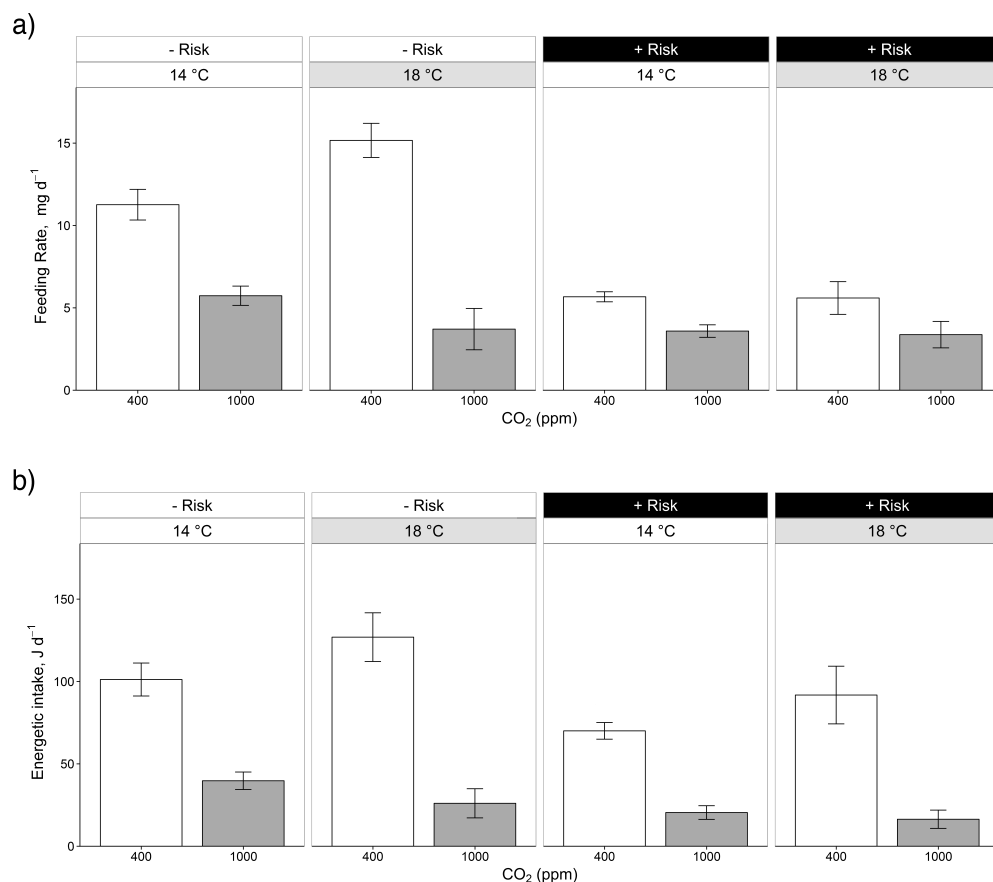 a)
- Risk - Risk + Risk + Risk
14 °C 18 °C 14 °C 18 °C
15
10
5
0
Feeding Rate, mg d⁻¹
400 1000 400 1000 400 1000 400 1000
CO₂ (ppm)
b)
- Risk - Risk + Risk + Risk
14 °C 18 °C 14 °C 18 °C
150
100
50
0
Energetic intake, J d⁻¹
400 1000 400 1000 400 1000 400 1000
CO₂ (ppm)